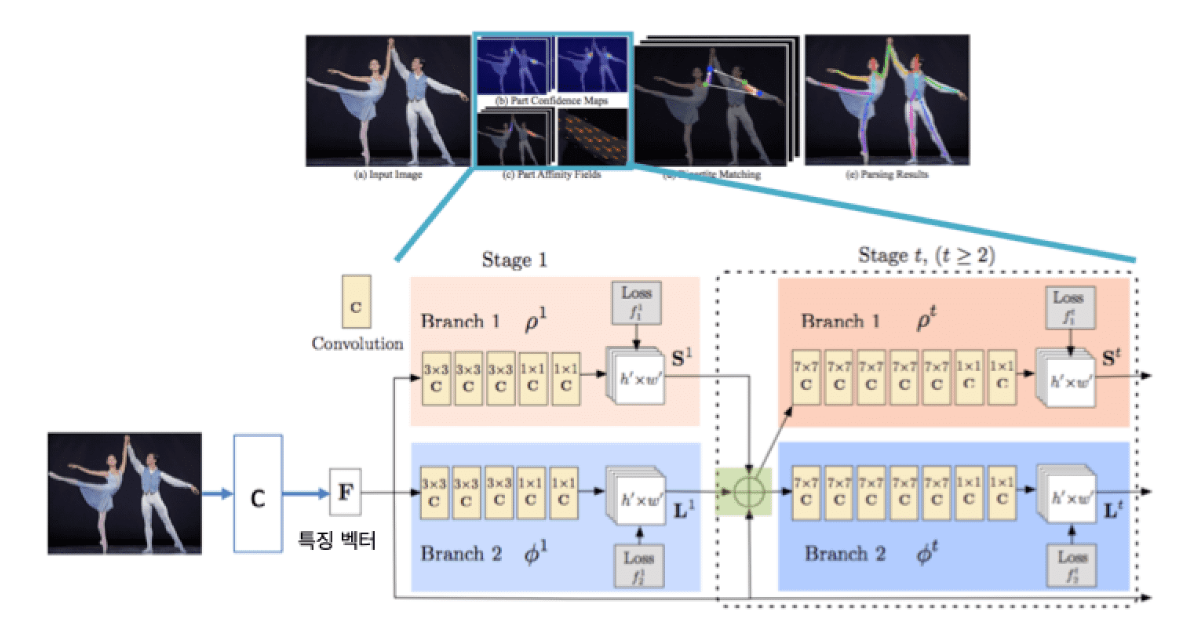 (b) Part Confidence Maps
(a) Input Image
(c) Part Affinity Fields
(d) Bipartite Matching
(e) Parsing Results
Stage 1
Stage t, (t ≥ 2)
C
Convolution
Branch 1 ρ¹
Loss
f₁¹
3×3 3×3 3×3 1×1 1×1
C C C C C
h′×w′
S¹
Branch 1 ρᵗ
Loss
f₁ᵗ
7×7 7×7 7×7 7×7 7×7 1×1 1×1
C C C C C C C
h′×w′
Sᵗ
C
F
특징 벡터
3×3 3×3 3×3 1×1 1×1
C C C C C
h′×w′
L¹
Branch 2 ϕ¹
Loss
f₂¹
7×7 7×7 7×7 7×7 7×7 1×1 1×1
C C C C C C C
h′×w′
Lᵗ
Branch 2 ϕᵗ
Loss
f₂ᵗ